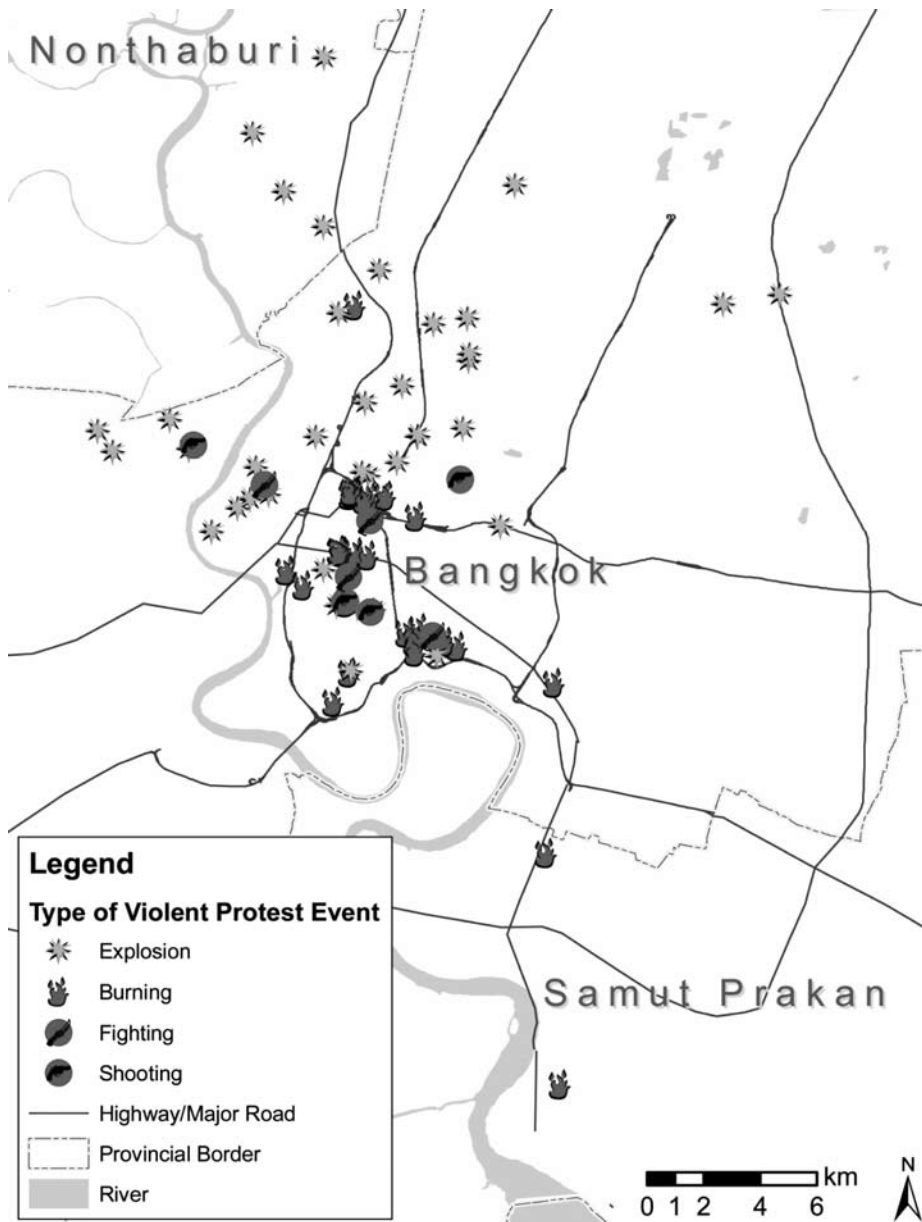 Nonthaburi
Bangkok
Samut Prakan
Legend
Type of Violent Protest Event
Explosion
Burning
Fighting
Shooting
Highway/Major Road
Provincial Border
River
km
0 1 2 4 6
N